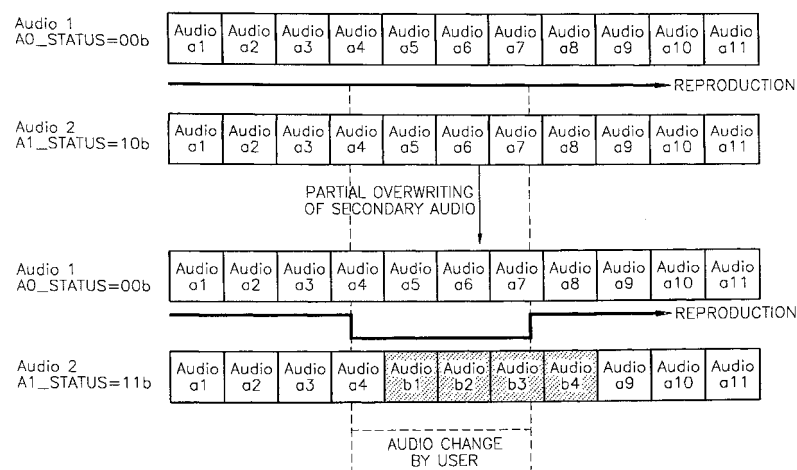 Audio 1
A0_STATUS=00b
Audio a1 Audio a2 Audio a3 Audio a4 Audio a5 Audio a6 Audio a7 Audio a8 Audio a9 Audio a10 Audio a11
REPRODUCTION
Audio 2
A1_STATUS=10b
Audio a1 Audio a2 Audio a3 Audio a4 Audio a5 Audio a6 Audio a7 Audio a8 Audio a9 Audio a10 Audio a11
PARTIAL OVERWRITING
OF SECONDARY AUDIO
Audio 1
A0_STATUS=00b
Audio a1 Audio a2 Audio a3 Audio a4 Audio a5 Audio a6 Audio a7 Audio a8 Audio a9 Audio a10 Audio a11
REPRODUCTION
Audio 2
A1_STATUS=11b
Audio a1 Audio a2 Audio a3 Audio a4 Audio b1 Audio b2 Audio b3 Audio b4 Audio a9 Audio a10 Audio a11
AUDIO CHANGE
BY USER